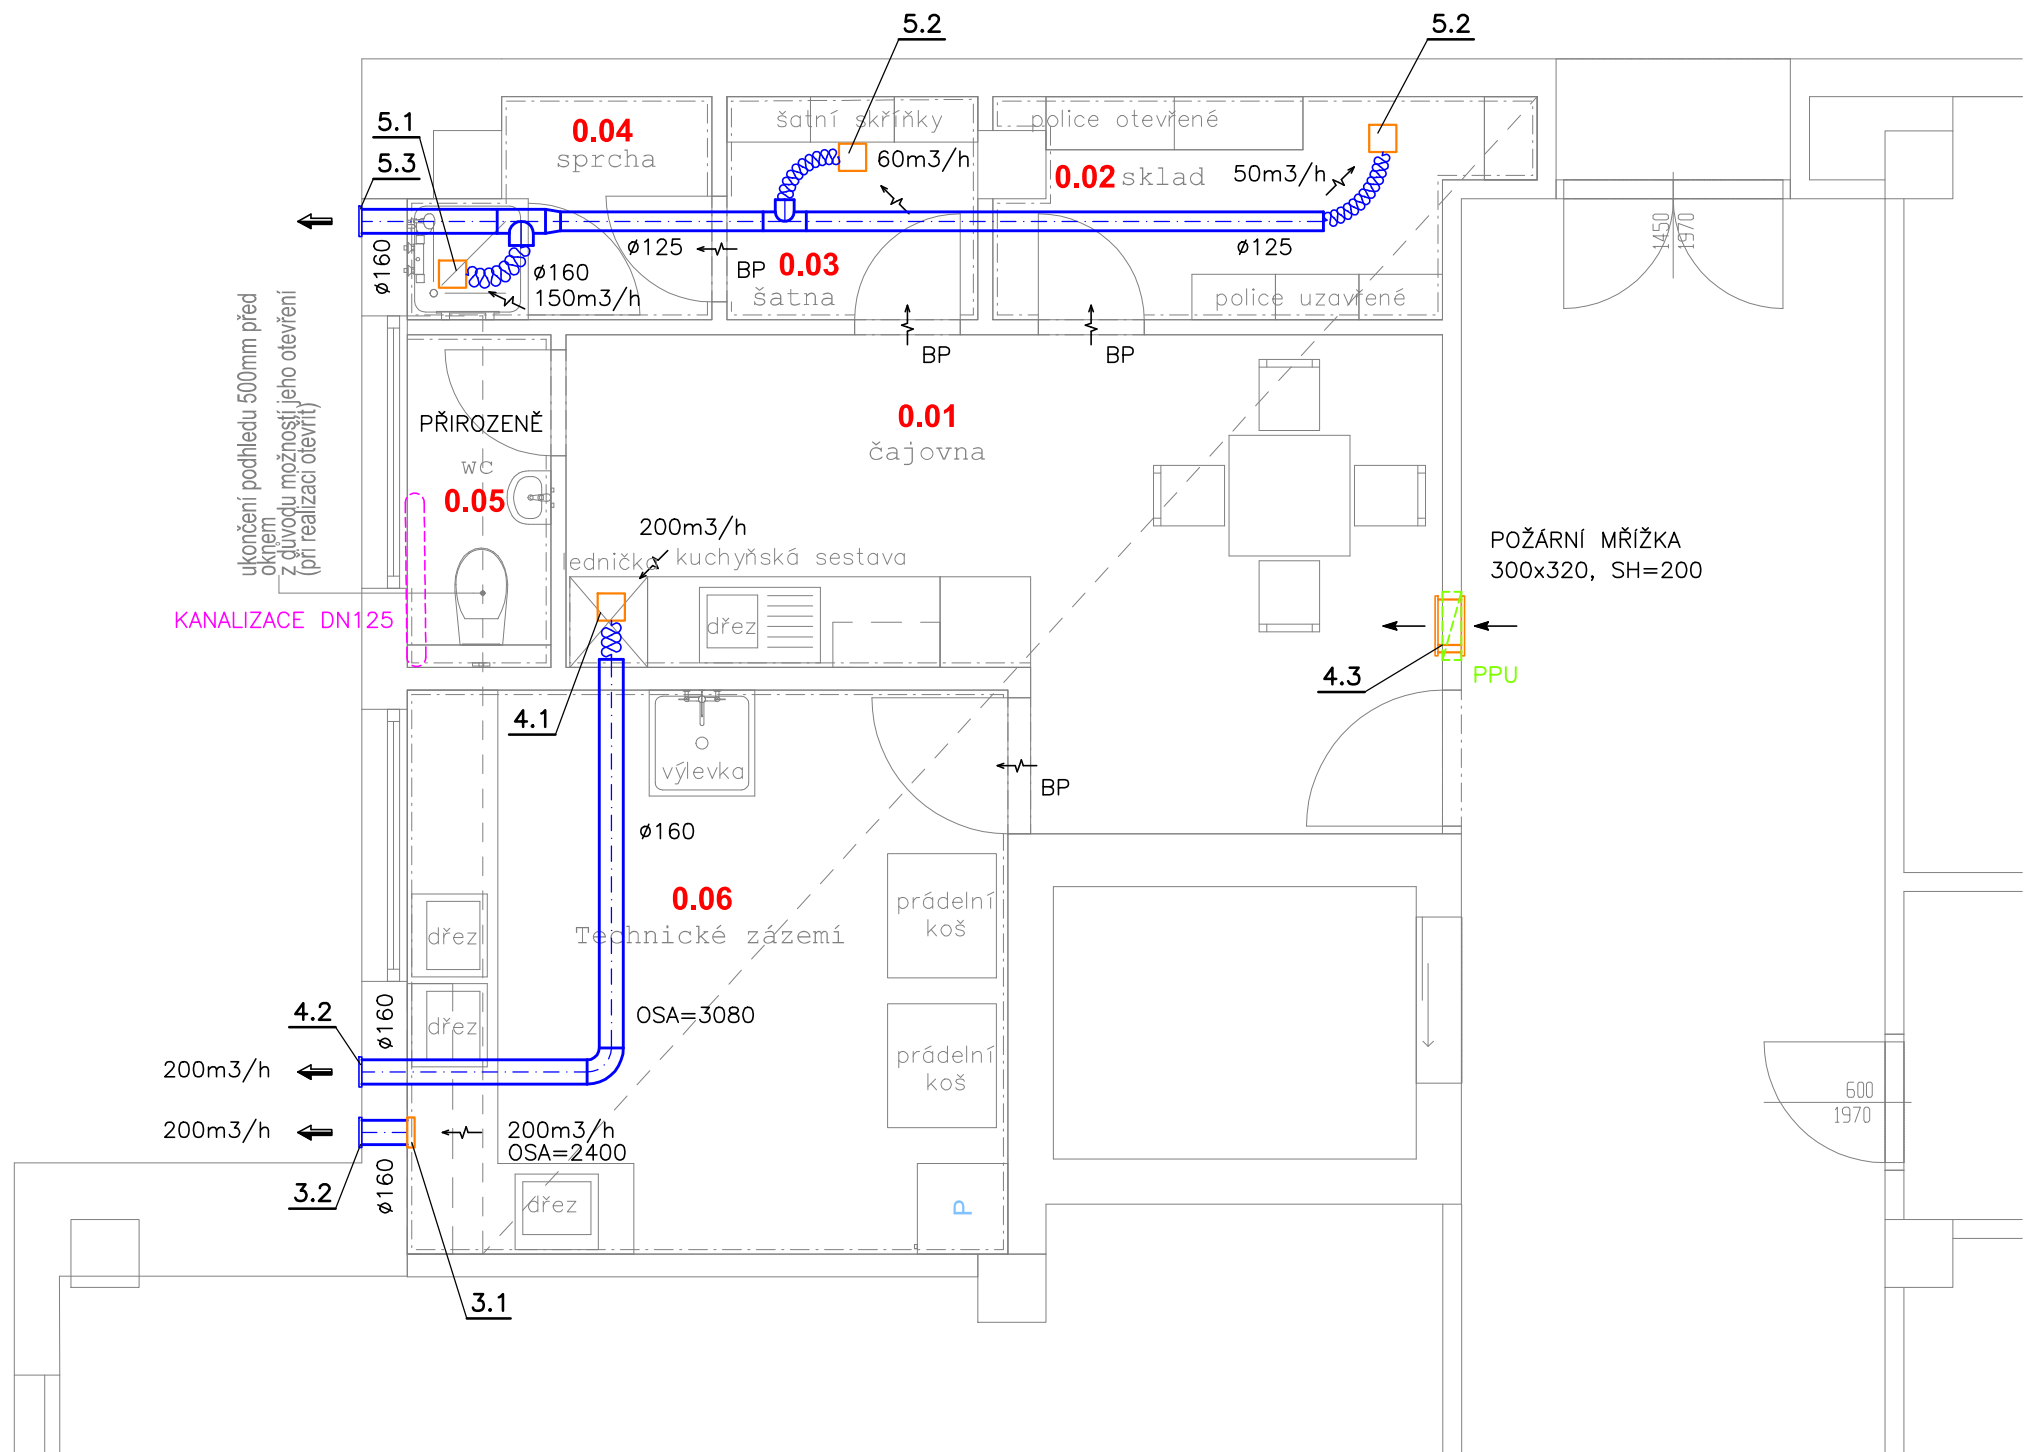 5.2
5.2
5.1
5.3
0.04
sprcha
šatní skříňky
60m3/h
police otevřené
0.02 sklad
50m3/h
ø160
ø160
150m3/h
ø125
BP
0.03
šatna
ø125
police uzavřené
1450
1970
BP
BP
ukončení podhledu 500mm před
oknem
z důvodu možností jeho otevření
(při realizaci otevřít)
PŘIROZENĚ
WC
0.05
0.01
čajovna
200m3/h
lednička
kuchyňská sestava
dřez
KANALIZACE DN125
POŽÁRNÍ MŘÍŽKA
300x320, SH=200
4.3
PPU
4.1
výlevka
BP
ø160
0.06
Technické zázemí
dřez
dřez
prádelní
koš
prádelní
koš
OSA=3080
4.2
ø160
200m3/h
200m3/h
3.2
ø160
200m3/h
OSA=2400
dřez
P
3.1
600
1970